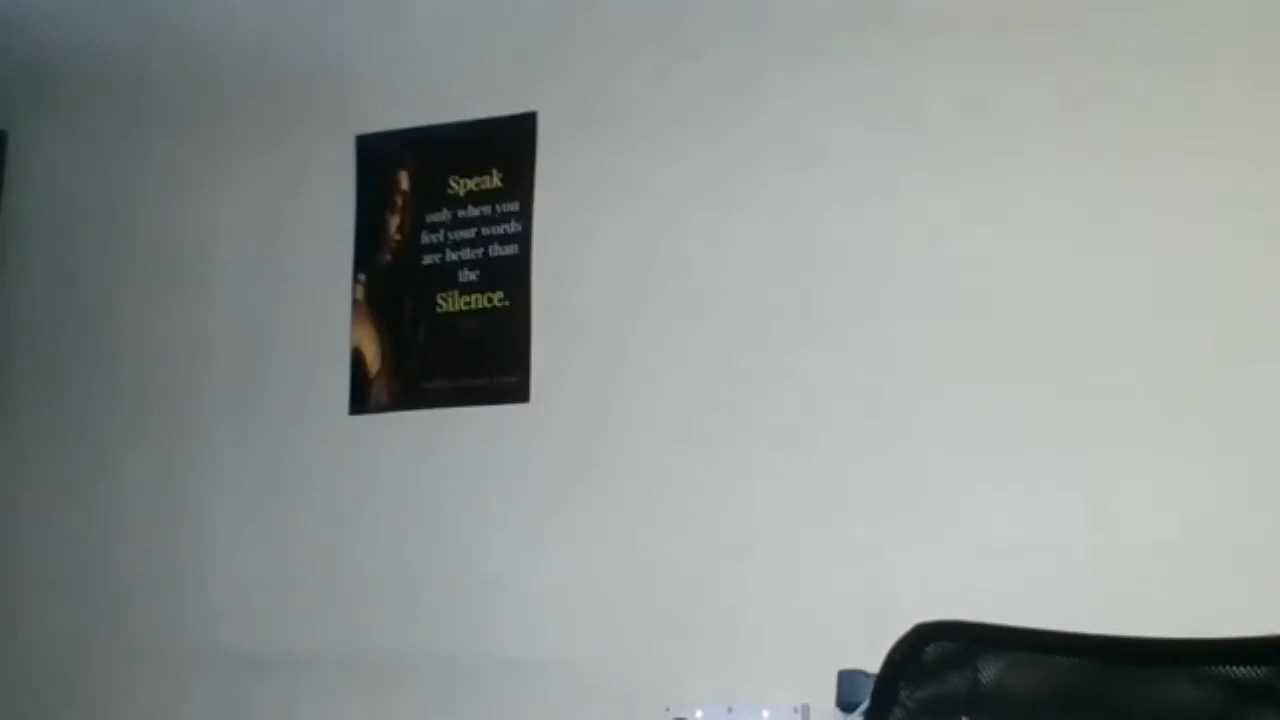 Speak
only when you
feel your words
are better than
the
Silence.